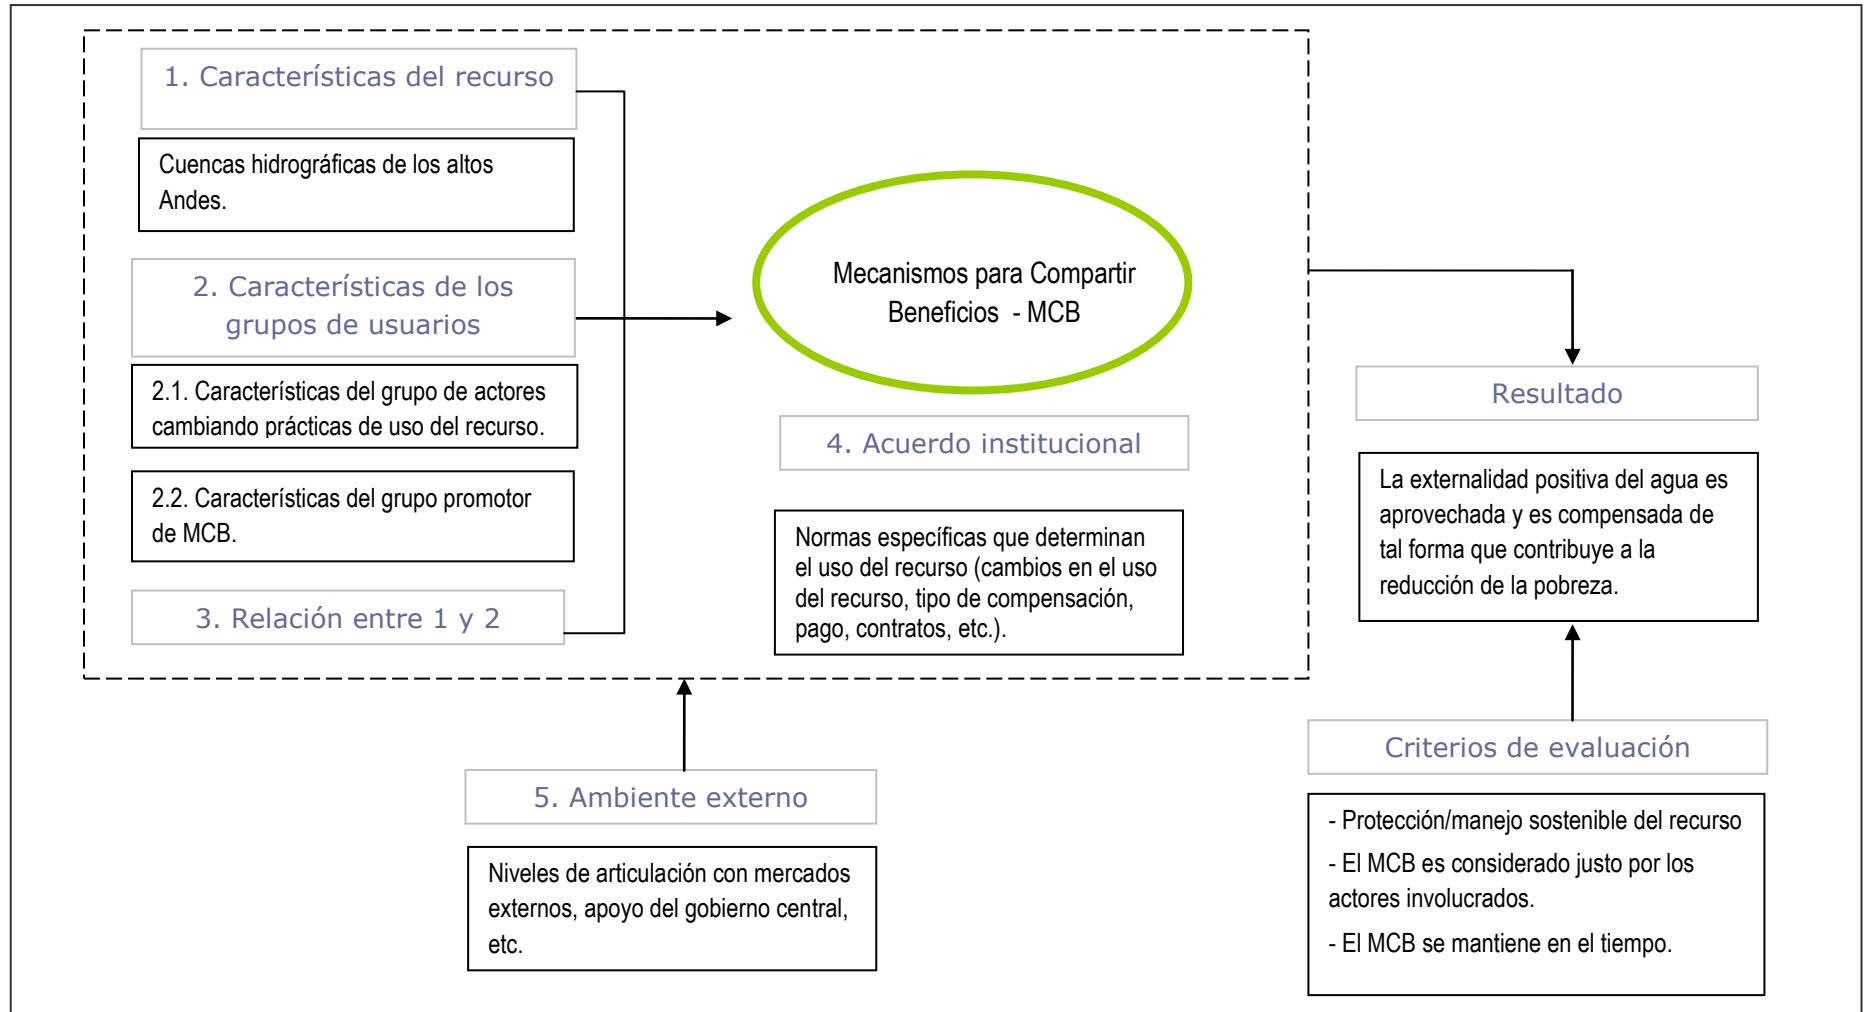 1. Características del recurso
Cuencas hidrográficas de los altos
Andes.
2. Características de los
grupos de usuarios
2.1. Características del grupo de actores
cambiando prácticas de uso del recurso.
2.2. Características del grupo promotor
de MCB.
3. Relación entre 1 y 2
Mecanismos para Compartir
Beneficios - MCB
4. Acuerdo institucional
Normas específicas que determinan
el uso del recurso (cambios en el uso
del recurso, tipo de compensación,
pago, contratos, etc.).
5. Ambiente externo
Niveles de articulación con mercados
externos, apoyo del gobierno central,
etc.
Resultado
La externalidad positiva del agua es
aprovechada y es compensada de
tal forma que contribuye a la
reducción de la pobreza.
Criterios de evaluación
- Protección/manejo sostenible del recurso
- El MCB es considerado justo por los
actores involucrados.
- El MCB se mantiene en el tiempo.